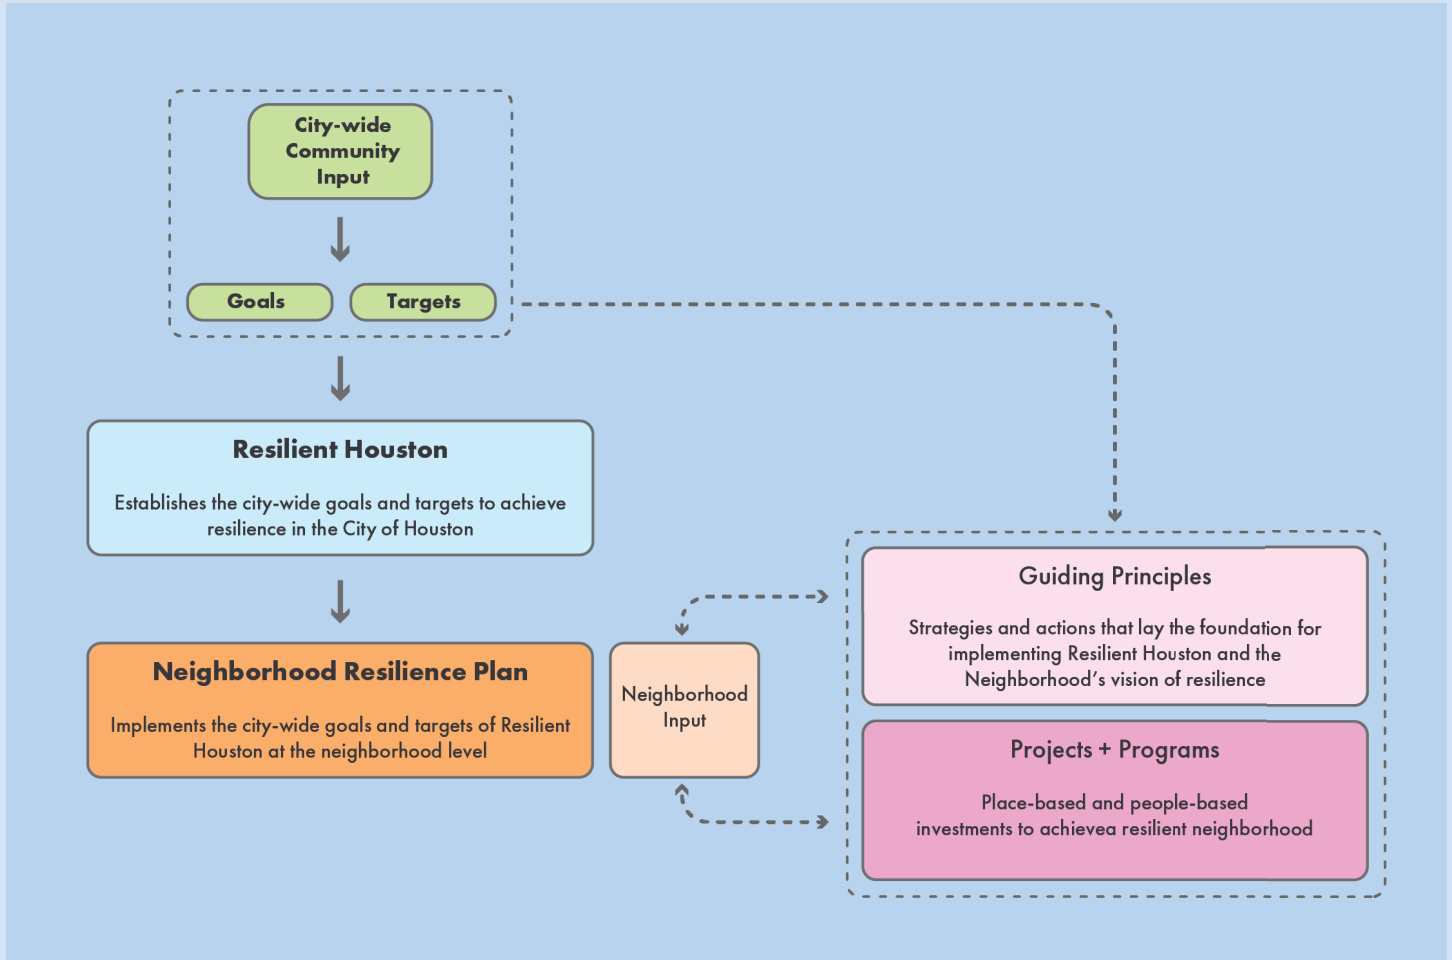 City-wide
Community
Input
Goals
Targets
Resilient Houston
Establishes the city-wide goals and targets to achieve
resilience in the City of Houston
Neighborhood Resilience Plan
Implements the city-wide goals and targets of Resilient
Houston at the neighborhood level
Neighborhood
Input
Guiding Principles
Strategies and actions that lay the foundation for
implementing Resilient Houston and the
Neighborhood's vision of resilience
Projects + Programs
Place-based and people-based
investments to achievea resilient neighborhood